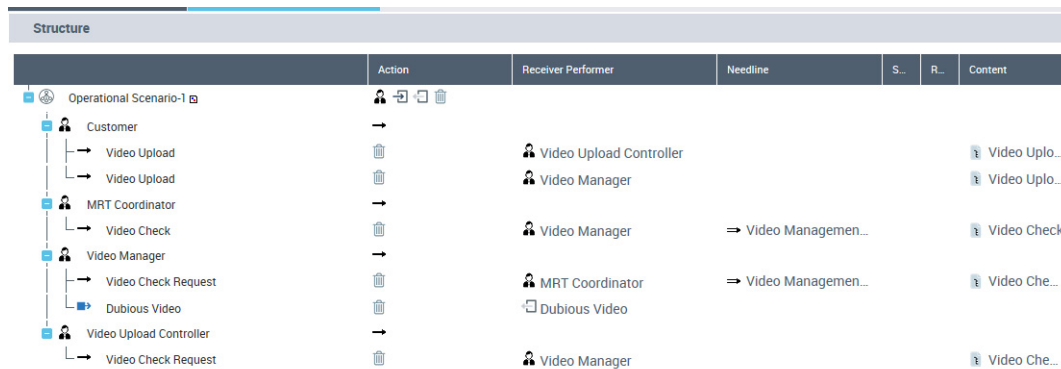 Structure
Action Receiver Performer Needline S... R... Content
Operational Scenario-1
Customer
Video Upload Video Upload Controller Video Uplo...
Video Upload Video Manager Video Uplo...
MRT Coordinator
Video Check Video Manager Video Managemen... Video Check
Video Manager
Video Check Request MRT Coordinator Video Managemen... Video Che...
Dubious Video Dubious Video
Video Upload Controller
Video Check Request Video Manager Video Che...